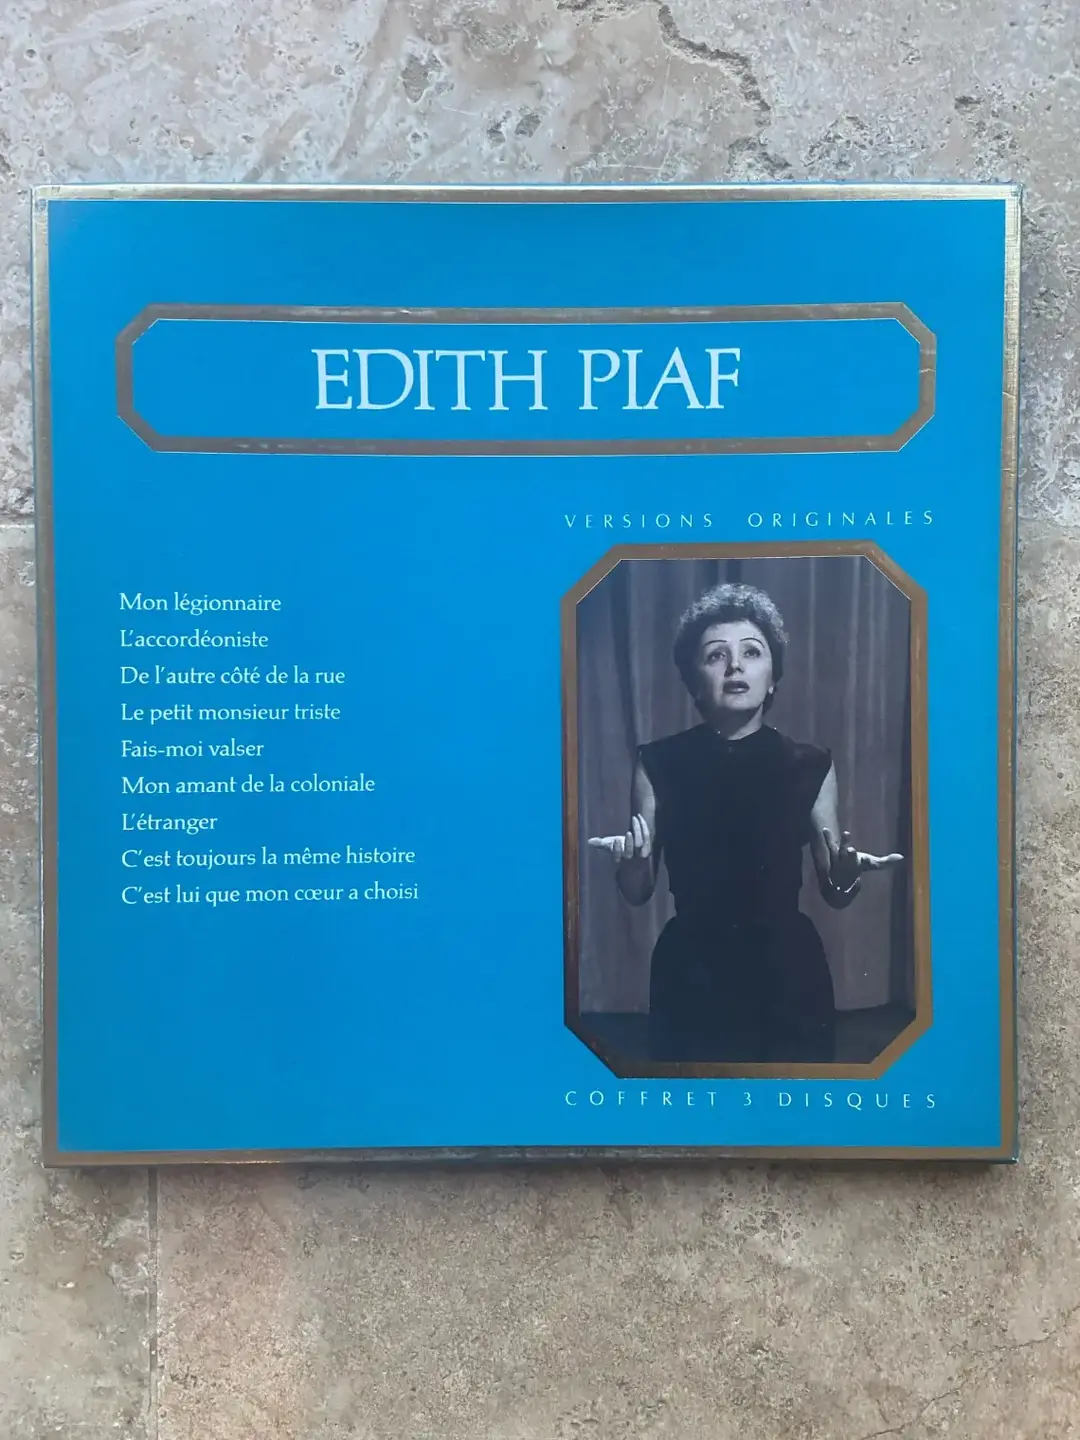 EDITH PIAF
VERSIONS ORIGINALES
Mon légionnaire
L'accordéoniste
De l'autre côté de la rue
Le petit monsieur triste
Fais-moi valser
Mon amant de la coloniale
L'étranger
C'est toujours la même histoire
C'est lui que mon cœur a choisi
COFFRET 3 DISQUES